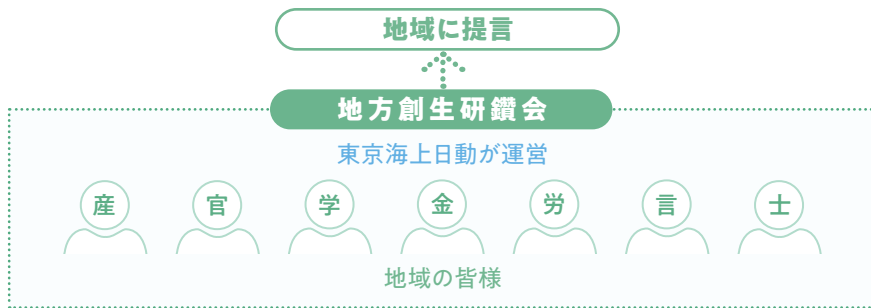 地域に提言
地方創生研鑽会
東京海上日動が運営
産 官 学 金 労 言 士
地域の皆様